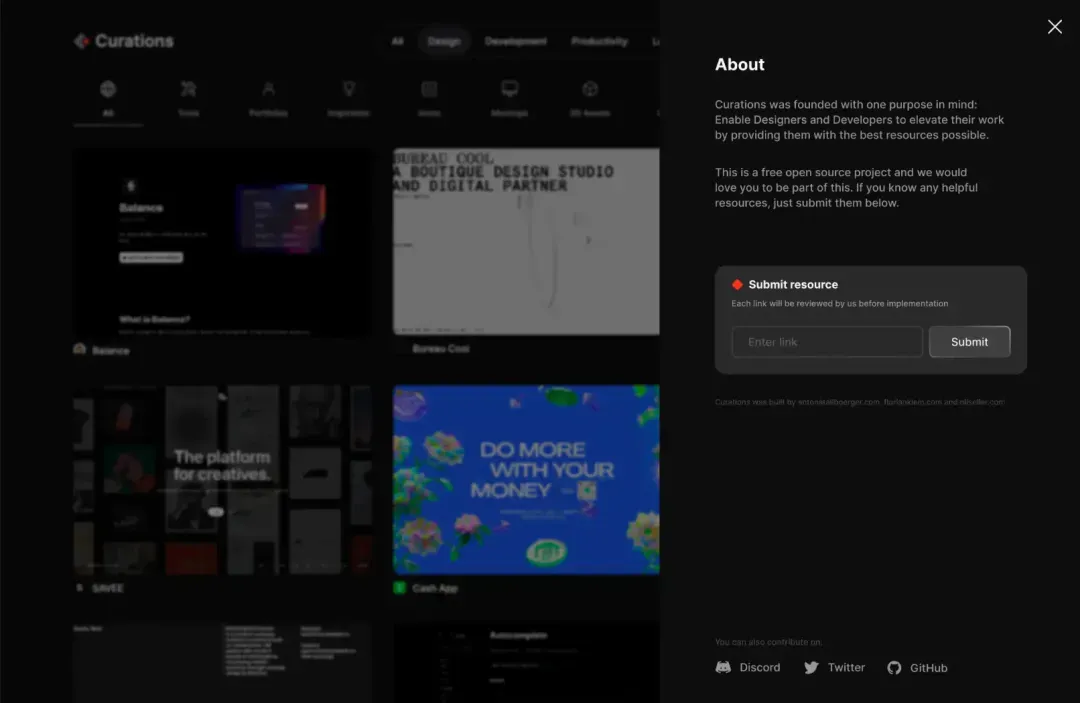 Curations
All Design Development Productivity
All Tools Portfolios Inspiration Icons Mockups 3D Assets
Balance
What is Balance?
Balance
BUREAU COOL
A BOUTIQUE DESIGN STUDIO
AND DIGITAL PARTNER
Bureau Cool
The platform
for creatives.
SAVEE
DO MORE
WITH YOUR
MONEY
Cash App
Autocomplete
About
Curations was founded with one purpose in mind:
Enable Designers and Developers to elevate their work
by providing them with the best resources possible.
This is a free open source project and we would
love you to be part of this. If you know any helpful
resources, just submit them below.
Submit resource
Each link will be reviewed by us before implementation
Enter link
Submit
Curations was built by
You can also contribute on:
Discord Twitter GitHub